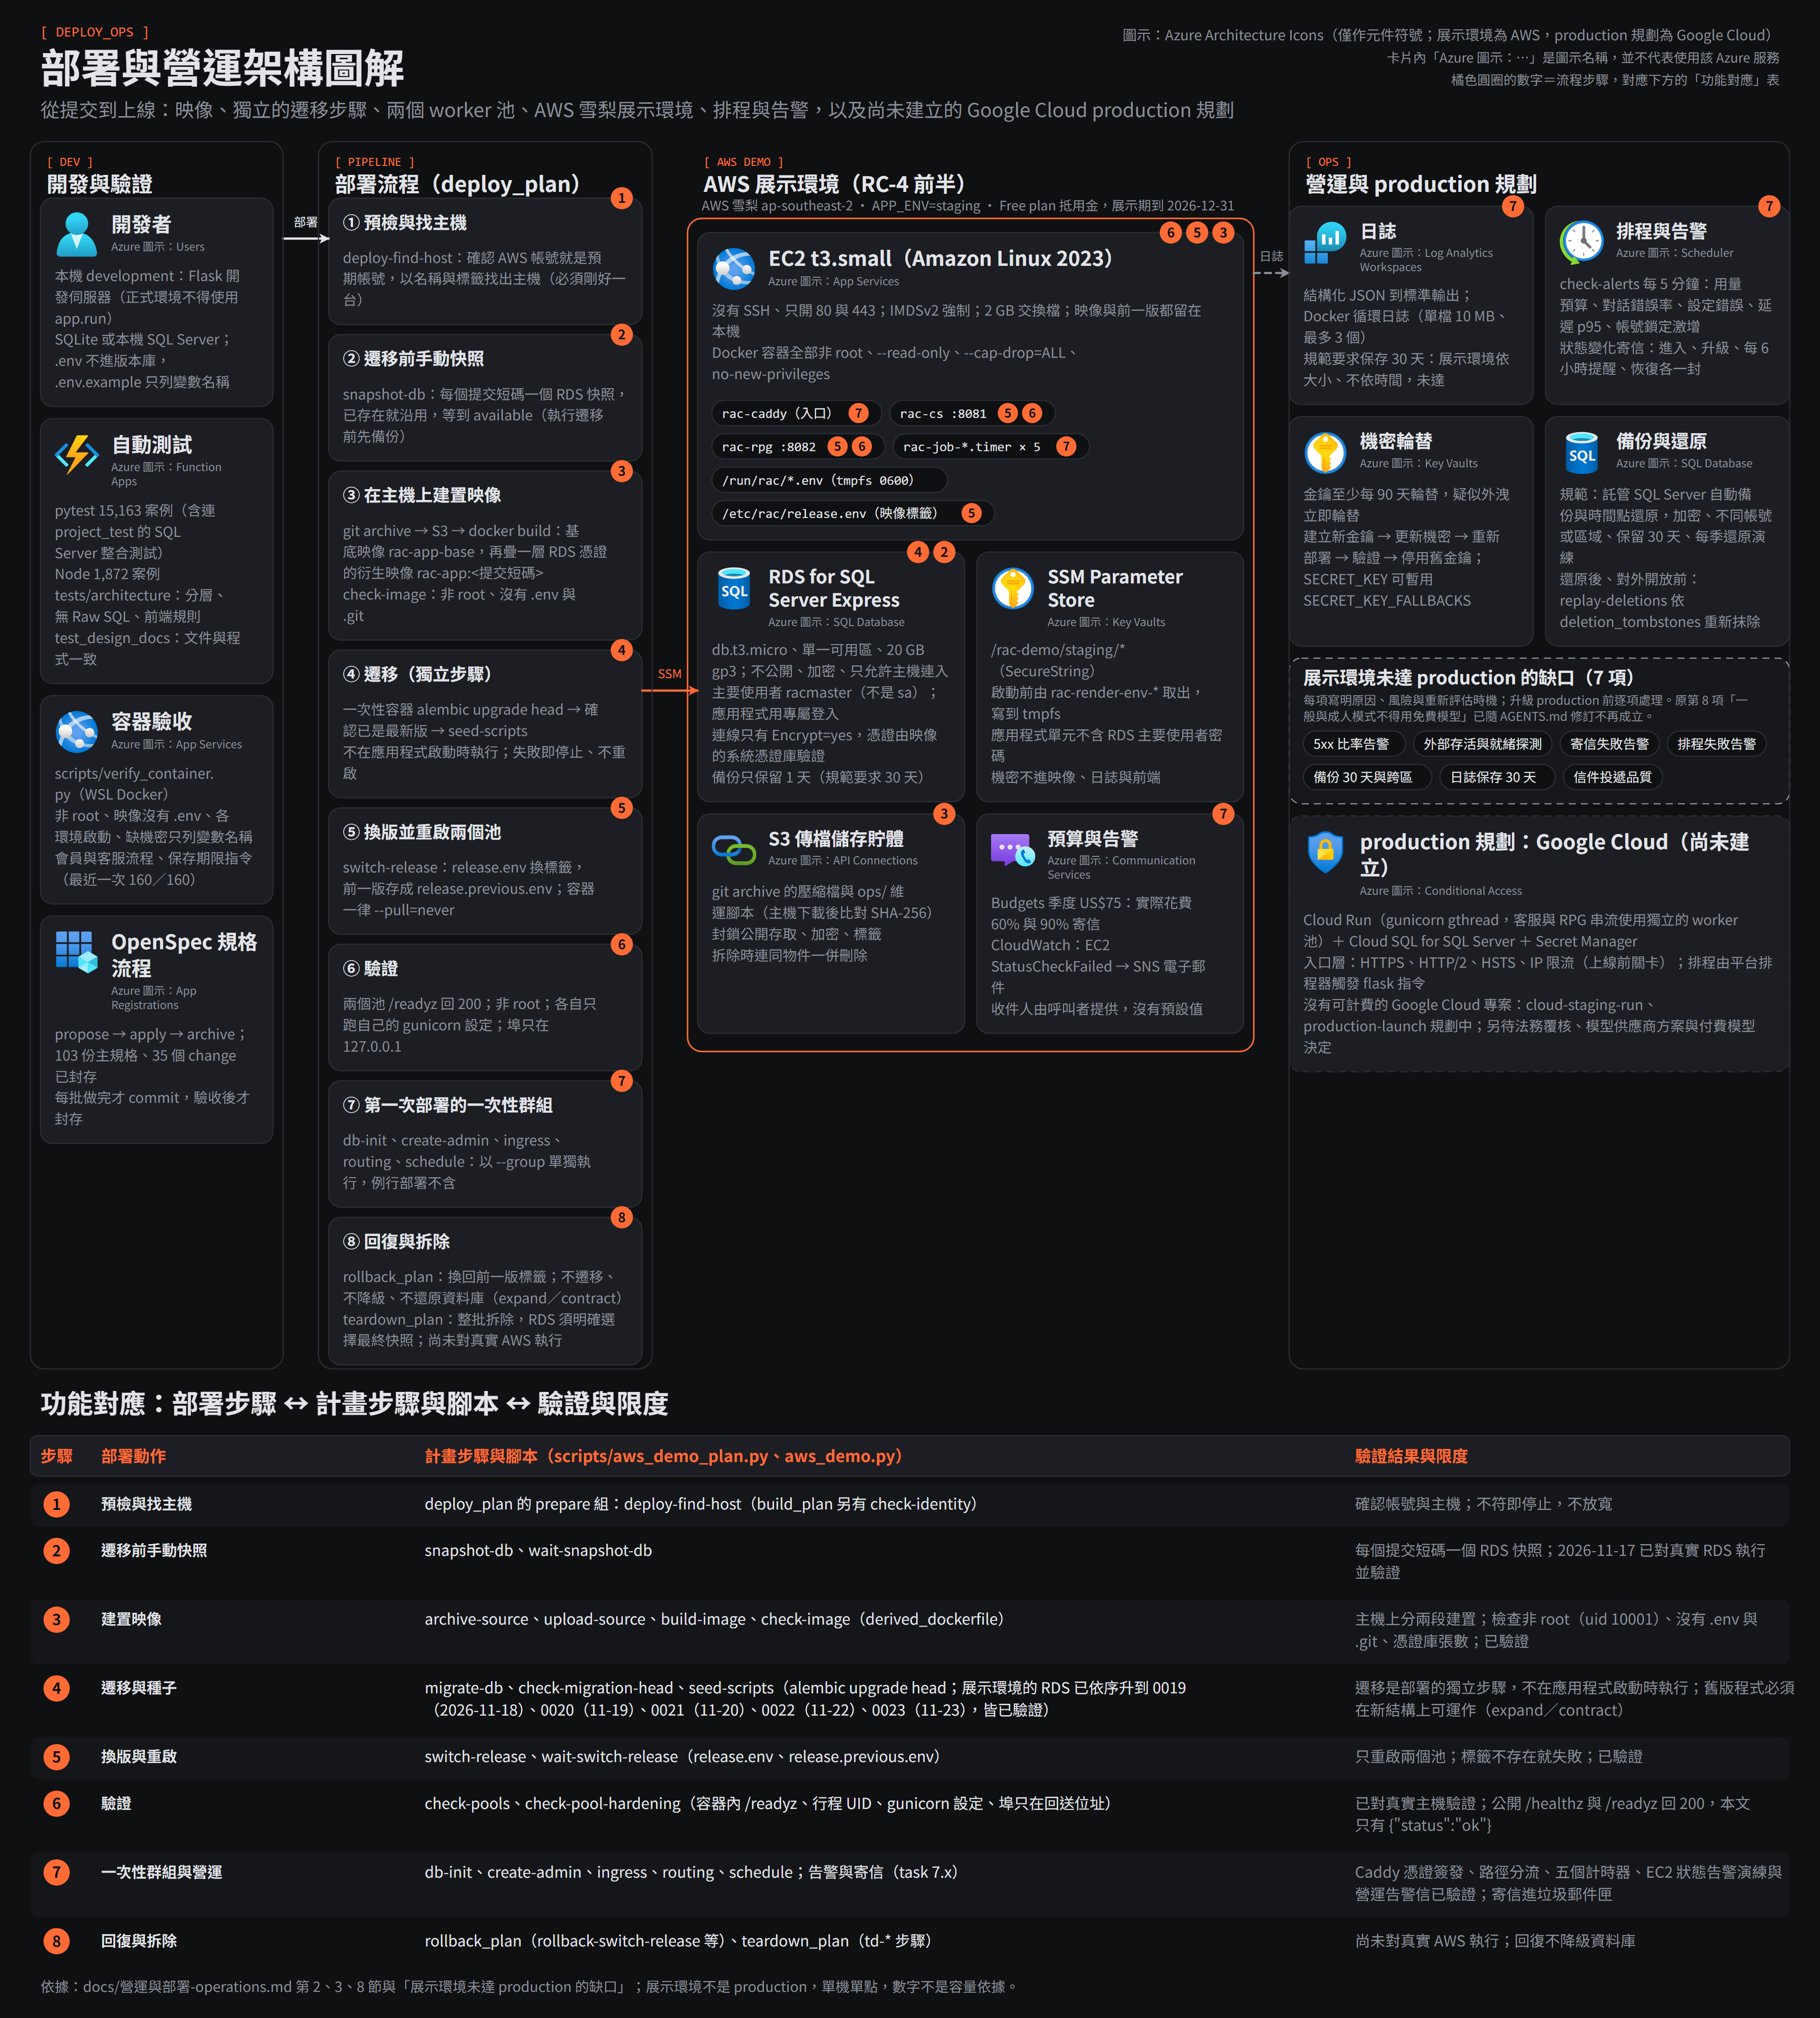 [ DEPLOY_OPS ]
部署與營運架構圖解
從提交到上線：映像、獨立的遷移步驟、兩個 worker 池、AWS 雪梨展示環境、排程與告警，以及尚未建立的 Google Cloud production 規劃
圖示：Azure Architecture Icons（僅作元件符號；展示環境為 AWS，production 規劃為 Google Cloud）
卡片內「Azure 圖示：…」是圖示名稱，並不代表使用該 Azure 服務
橘色圓圈的數字＝流程步驟，對應下方的「功能對應」表
[ DEV ]
開發與驗證
開發者
Azure 圖示：Users
本機 development：Flask 開
發伺服器（正式環境不得使用
app.run）
SQLite 或本機 SQL Server；
.env 不進版本庫，
.env.example 只列變數名稱
自動測試
Azure 圖示：Function
Apps
pytest 15,163 案例（含連
project_test 的 SQL
Server 整合測試）
Node 1,872 案例
tests/architecture：分層、
無 Raw SQL、前端規則
test_design_docs：文件與程
式一致
容器驗收
Azure 圖示：App Services
scripts/verify_container.
py（WSL Docker）
非 root、映像沒有 .env、各
環境啟動、缺機密只列變數名稱
會員與客服流程、保存期限指令
（最近一次 160／160）
OpenSpec 規格
流程
Azure 圖示：App
Registrations
propose → apply → archive；
103 份主規格、35 個 change
已封存
每批做完才 commit，驗收後才
封存
部署
[ PIPELINE ]
部署流程（deploy_plan）
1
① 預檢與找主機
deploy-find-host：確認 AWS 帳號就是預
期帳號，以名稱與標籤找出主機（必須剛好一
台）
2
② 遷移前手動快照
snapshot-db：每個提交短碼一個 RDS 快照，
已存在就沿用，等到 available（執行遷移
前先備份）
3
③ 在主機上建置映像
git archive → S3 → docker build：基
底映像 rac-app-base，再疊一層 RDS 憑證
的衍生映像 rac-app:<提交短碼>
check-image：非 root、沒有 .env 與
.git
4
④ 遷移（獨立步驟）
一次性容器 alembic upgrade head → 確
認已是最新版 → seed-scripts
不在應用程式啟動時執行；失敗即停止、不重
啟
5
⑤ 換版並重啟兩個池
switch-release：release.env 換標籤，
前一版存成 release.previous.env；容器
一律 --pull=never
6
⑥ 驗證
兩個池 /readyz 回 200；非 root；各自只
跑自己的 gunicorn 設定；埠只在
127.0.0.1
7
⑦ 第一次部署的一次性群組
db-init、create-admin、ingress、
routing、schedule：以 --group 單獨執
行，例行部署不含
8
⑧ 回復與拆除
rollback_plan：換回前一版標籤；不遷移、
不降級、不還原資料庫（expand／contract）
teardown_plan：整批拆除，RDS 須明確選
擇最終快照；尚未對真實 AWS 執行
SSM
[ AWS DEMO ]
AWS 展示環境（RC-4 前半）
AWS 雪梨 ap-southeast-2 · APP_ENV=staging · Free plan 抵用金，展示期到 2026-12-31
6 5 3
EC2 t3.small（Amazon Linux 2023）
Azure 圖示：App Services
沒有 SSH、只開 80 與 443；IMDSv2 強制；2 GB 交換檔；映像與前一版都留在
本機
Docker 容器全部非 root、--read-only、--cap-drop=ALL、
no-new-privileges
rac-caddy（入口） 7
rac-cs :8081 5 6
rac-rpg :8082 5 6
rac-job-*.timer × 5 7
/run/rac/*.env（tmpfs 0600）
/etc/rac/release.env（映像標籤） 5
4 2
RDS for SQL
Server Express
Azure 圖示：SQL Database
db.t3.micro、單一可用區、20 GB
gp3；不公開、加密、只允許主機連入
主要使用者 racmaster（不是 sa）；
應用程式用專屬登入
連線只有 Encrypt=yes，憑證由映像
的系統憑證庫驗證
備份只保留 1 天（規範要求 30 天）
SSM Parameter
Store
Azure 圖示：Key Vaults
/rac-demo/staging/*
（SecureString）
啟動前由 rac-render-env-* 取出，
寫到 tmpfs
應用程式單元不含 RDS 主要使用者密
碼
機密不進映像、日誌與前端
3
S3 傳檔儲存貯體
Azure 圖示：API Connections
git archive 的壓縮檔與 ops/ 維
運腳本（主機下載後比對 SHA-256）
封鎖公開存取、加密、標籤
拆除時連同物件一併刪除
7
預算與告警
Azure 圖示：Communication
Services
Budgets 季度 US$75：實際花費
60% 與 90% 寄信
CloudWatch：EC2
StatusCheckFailed → SNS 電子郵
件
收件人由呼叫者提供，沒有預設值
日誌
[ OPS ]
營運與 production 規劃
7
日誌
Azure 圖示：Log Analytics
Workspaces
結構化 JSON 到標準輸出；
Docker 循環日誌（單檔 10 MB、
最多 3 個）
規範要求保存 30 天：展示環境依
大小、不依時間，未達
7
排程與告警
Azure 圖示：Scheduler
check-alerts 每 5 分鐘：用量
預算、對話錯誤率、設定錯誤、延
遲 p95、帳號鎖定激增
狀態變化寄信：進入、升級、每 6
小時提醒、恢復各一封
機密輪替
Azure 圖示：Key Vaults
金鑰至少每 90 天輪替，疑似外洩
立即輪替
建立新金鑰 → 更新機密 → 重新
部署 → 驗證 → 停用舊金鑰；
SECRET_KEY 可暫用
SECRET_KEY_FALLBACKS
備份與還原
Azure 圖示：SQL Database
規範：託管 SQL Server 自動備
份與時間點還原，加密、不同帳號
或區域、保留 30 天、每季還原演
練
還原後、對外開放前：
replay-deletions 依
deletion_tombstones 重新抹除
展示環境未達 production 的缺口（7 項）
每項寫明原因、風險與重新評估時機；升級 production 前逐項處理。原第 8 項「一
般與成人模式不得用免費模型」已隨 AGENTS.md 修訂不再成立。
5xx 比率告警
外部存活與就緒探測
寄信失敗告警
排程失敗告警
備份 30 天與跨區
日誌保存 30 天
信件投遞品質
production 規劃：Google Cloud（尚未建
立）
Azure 圖示：Conditional Access
Cloud Run（gunicorn gthread，客服與 RPG 串流使用獨立的 worker
池）＋ Cloud SQL for SQL Server ＋ Secret Manager
入口層：HTTPS、HTTP/2、HSTS、IP 限流（上線前關卡）；排程由平台排
程器觸發 flask 指令
沒有可計費的 Google Cloud 專案：cloud-staging-run、
production-launch 規劃中；另待法務覆核、模型供應商方案與付費模型
決定
功能對應：部署步驟 ↔ 計畫步驟與腳本 ↔ 驗證與限度
步驟 部署動作 計畫步驟與腳本（scripts/aws_demo_plan.py、aws_demo.py） 驗證結果與限度
1 預檢與找主機 deploy_plan 的 prepare 組：deploy-find-host（build_plan 另有 check-identity） 確認帳號與主機；不符即停止，不放寬
2 遷移前手動快照 snapshot-db、wait-snapshot-db 每個提交短碼一個 RDS 快照；2026-11-17 已對真實 RDS 執行
並驗證
3 建置映像 archive-source、upload-source、build-image、check-image（derived_dockerfile） 主機上分兩段建置；檢查非 root（uid 10001）、沒有 .env 與
.git、憑證庫張數；已驗證
4 遷移與種子 migrate-db、check-migration-head、seed-scripts（alembic upgrade head；展示環境的 RDS 已依序升到 0019 遷移是部署的獨立步驟，不在應用程式啟動時執行；舊版程式必須
（2026-11-18）、0020（11-19）、0021（11-20）、0022（11-22）、0023（11-23），皆已驗證） 在新結構上可運作（expand／contract）
5 換版與重啟 switch-release、wait-switch-release（release.env、release.previous.env） 只重啟兩個池；標籤不存在就失敗；已驗證
6 驗證 check-pools、check-pool-hardening（容器內 /readyz、行程 UID、gunicorn 設定、埠只在回送位址） 已對真實主機驗證；公開 /healthz 與 /readyz 回 200，本文
只有 {"status":"ok"}
7 一次性群組與營運 db-init、create-admin、ingress、routing、schedule；告警與寄信（task 7.x） Caddy 憑證簽發、路徑分流、五個計時器、EC2 狀態告警演練與
營運告警信已驗證；寄信進垃圾郵件匣
8 回復與拆除 rollback_plan（rollback-switch-release 等）、teardown_plan（td-* 步驟） 尚未對真實 AWS 執行；回復不降級資料庫
依據：docs/營運與部署-operations.md 第 2、3、8 節與「展示環境未達 production 的缺口」；展示環境不是 production，單機單點，數字不是容量依據。